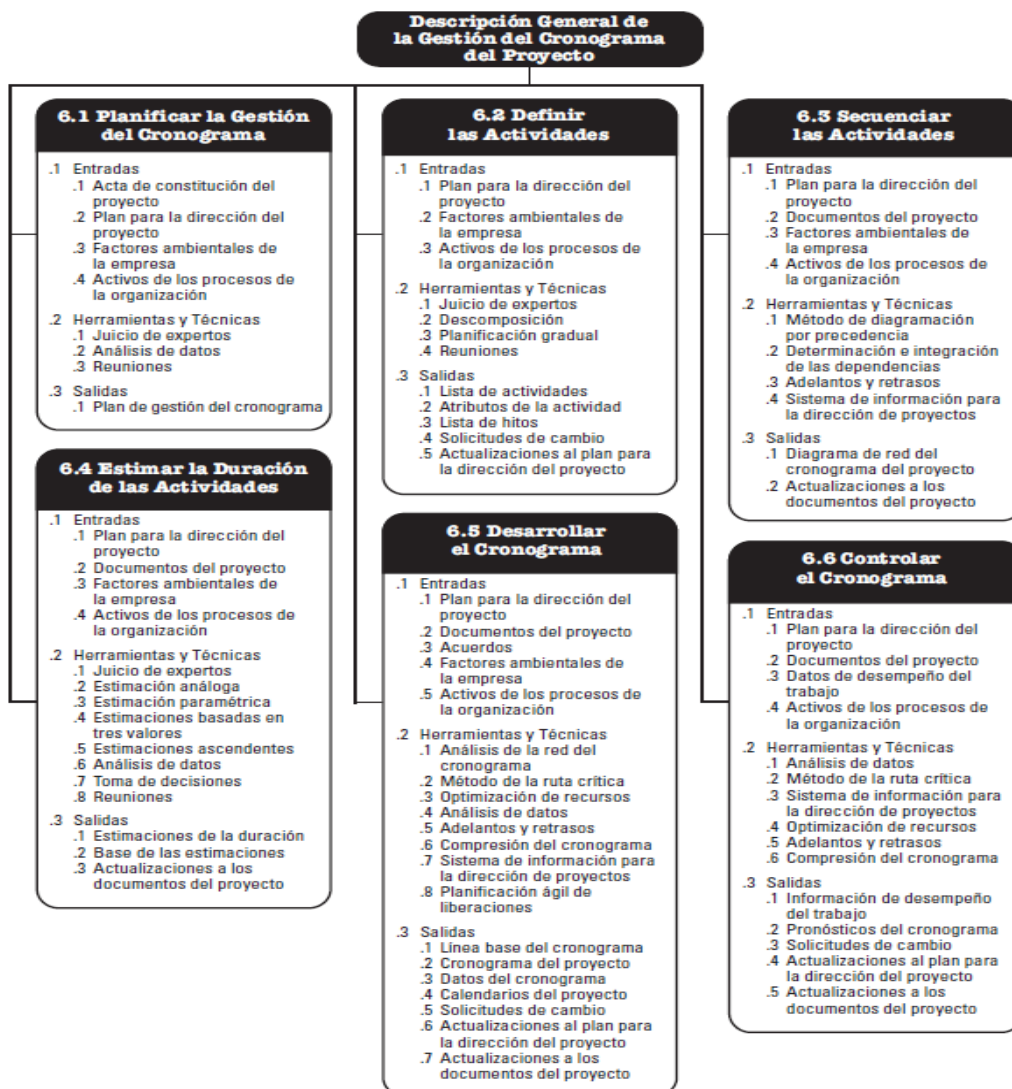 Descripción General de
la Gestión del Cronograma
del Proyecto
6.1 Planificar la Gestión
del Cronograma
.1 Entradas
.1 Acta de constitución del
proyecto
.2 Plan para la dirección del
proyecto
.3 Factores ambientales de
la empresa
.4 Activos de los procesos de
la organización
.2 Herramientas y Técnicas
.1 Juicio de expertos
.2 Análisis de datos
.3 Reuniones
.3 Salidas
.1 Plan de gestión del cronograma
6.2 Definir
las Actividades
.1 Entradas
.1 Plan para la dirección del
proyecto
.2 Factores ambientales de
la empresa
.3 Activos de los procesos de
la organización
.2 Herramientas y Técnicas
.1 Juicio de expertos
.2 Descomposición
.3 Planificación gradual
.4 Reuniones
.3 Salidas
.1 Lista de actividades
.2 Atributos de la actividad
.3 Lista de hitos
.4 Solicitudes de cambio
.5 Actualizaciones al plan para
la dirección del proyecto
6.3 Secuenciar
las Actividades
.1 Entradas
.1 Plan para la dirección del
proyecto
.2 Documentos del proyecto
.3 Factores ambientales de
la empresa
.4 Activos de los procesos de
la organización
.2 Herramientas y Técnicas
.1 Método de diagramación
por precedencia
.2 Determinación e integración
de las dependencias
.3 Adelantos y retrasos
.4 Sistema de información para
la dirección de proyectos
.3 Salidas
.1 Diagrama de red del
cronograma del proyecto
.2 Actualizaciones a los
documentos del proyecto
6.4 Estimar la Duración
de las Actividades
.1 Entradas
.1 Plan para la dirección del
proyecto
.2 Documentos del proyecto
.3 Factores ambientales de
la empresa
.4 Activos de los procesos de
la organización
.2 Herramientas y Técnicas
.1 Juicio de expertos
.2 Estimación análoga
.3 Estimación paramétrica
.4 Estimaciones basadas en
tres valores
.5 Estimaciones ascendentes
.6 Análisis de datos
.7 Toma de decisiones
.8 Reuniones
.3 Salidas
.1 Estimaciones de la duración
.2 Base de las estimaciones
.3 Actualizaciones a los
documentos del proyecto
6.5 Desarrollar
el Cronograma
.1 Entradas
.1 Plan para la dirección del
proyecto
.2 Documentos del proyecto
.3 Acuerdos
.4 Factores ambientales de
la empresa
.5 Activos de los procesos de
la organización
.2 Herramientas y Técnicas
.1 Análisis de la red del
cronograma
.2 Método de la ruta crítica
.3 Optimización de recursos
.4 Análisis de datos
.5 Adelantos y retrasos
.6 Compresión del cronograma
.7 Sistema de información para
la dirección de proyectos
.8 Planificación ágil de
liberaciones
.3 Salidas
.1 Línea base del cronograma
.2 Cronograma del proyecto
.3 Datos del cronograma
.4 Calendarios del proyecto
.5 Solicitudes de cambio
.6 Actualizaciones al plan para
la dirección del proyecto
.7 Actualizaciones a los
documentos del proyecto
6.6 Controlar
el Cronograma
.1 Entradas
.1 Plan para la dirección del
proyecto
.2 Documentos del proyecto
.3 Datos de desempeño del
trabajo
.4 Activos de los procesos de
la organización
.2 Herramientas y Técnicas
.1 Análisis de datos
.2 Método de la ruta crítica
.3 Sistema de información para
la dirección de proyectos
.4 Optimización de recursos
.5 Adelantos y retrasos
.6 Compresión del cronograma
.3 Salidas
.1 Información de desempeño
del trabajo
.2 Pronósticos del cronograma
.3 Solicitudes de cambio
.4 Actualizaciones al plan para
la dirección del proyecto
.5 Actualizaciones a los
documentos del proyecto